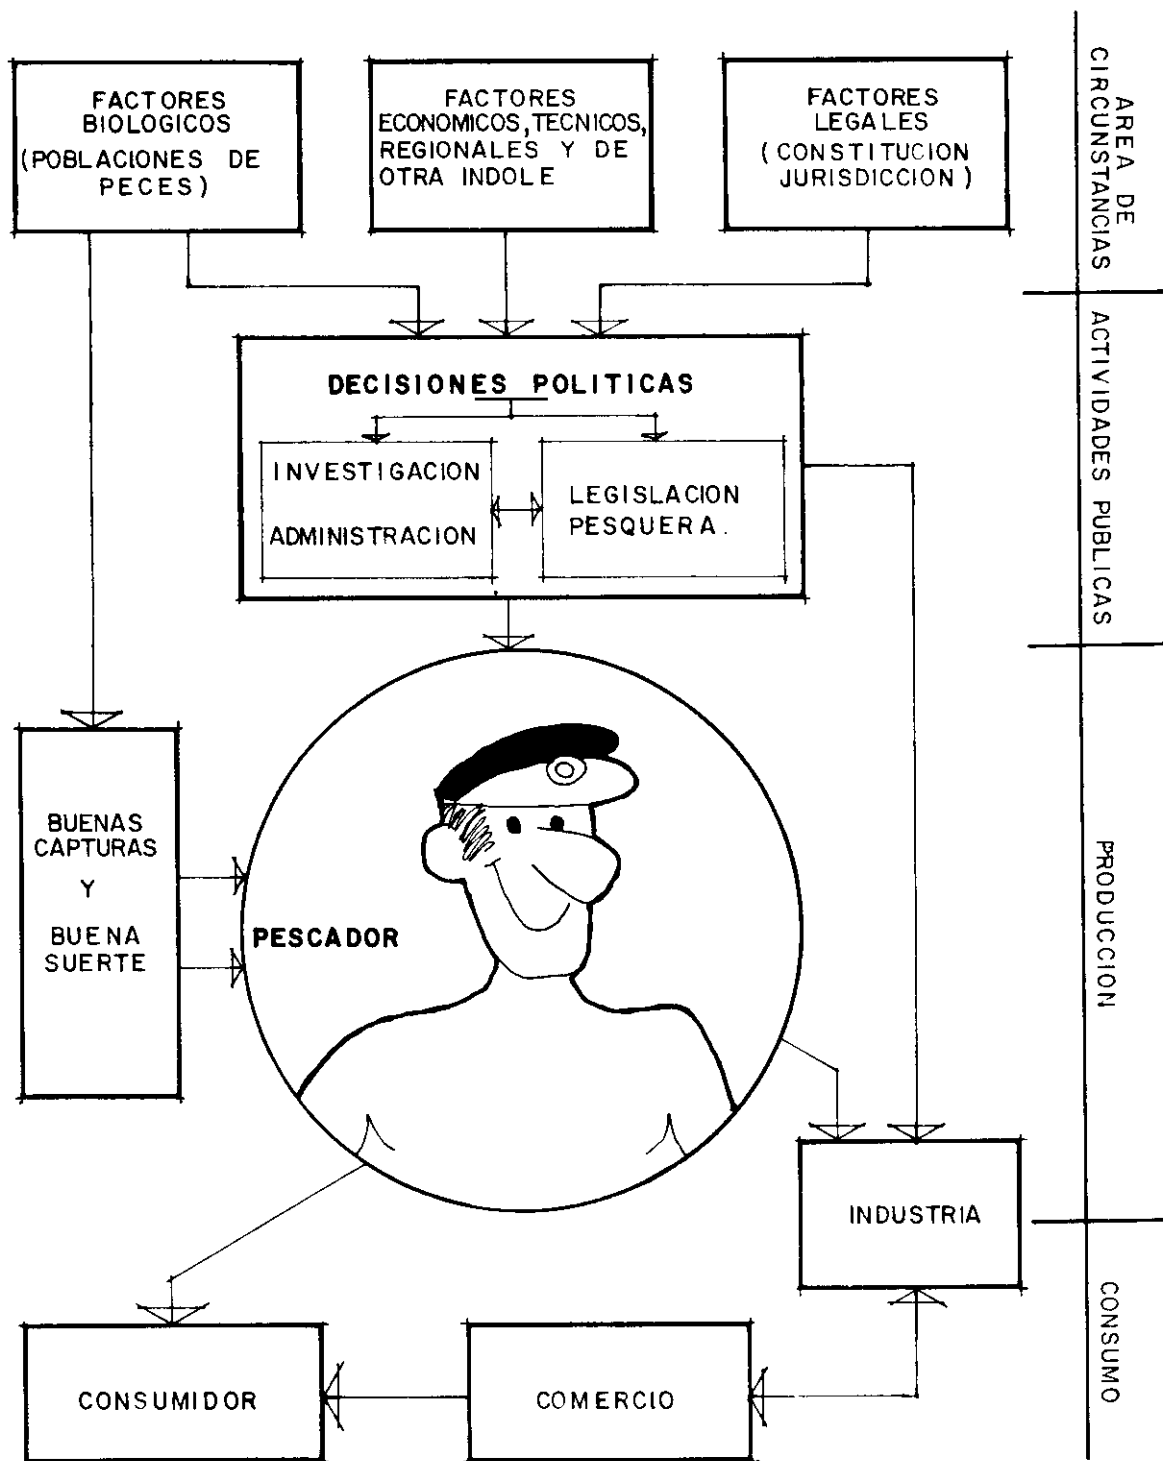 FACTORES
BIOLOGICOS
(POBLACIONES DE
PECES)
FACTORES
ECONOMICOS, TECNICOS,
REGIONALES Y DE
OTRA INDOLE
FACTORES
LEGALES
(CONSTITUCION
JURISDICCION)
AREA DE
CIRCUNSTANCIAS
DECISIONES POLITICAS
INVESTIGACION
ADMINISTRACION
LEGISLACION
PESQUERA.
ACTIVIDADES PUBLICAS
BUENAS
CAPTURAS
Y
BUENA
SUERTE
PESCADOR
PRODUCCION
INDUSTRIA
CONSUMIDOR
COMERCIO
CONSUMO